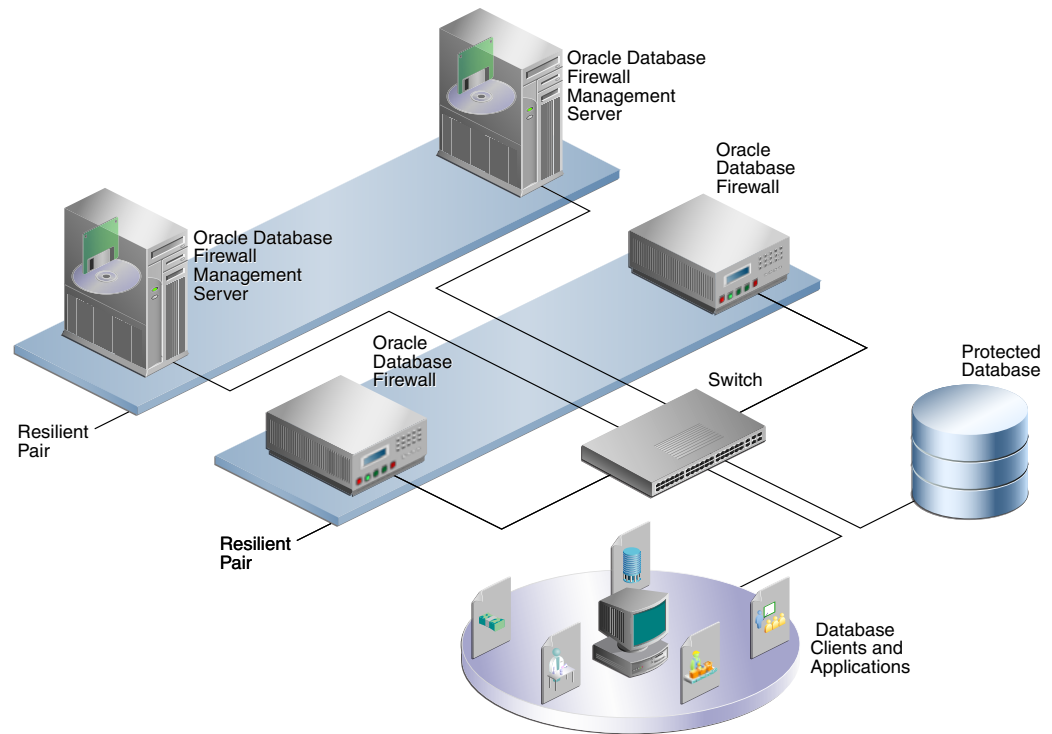 Oracle Database
Firewall
Management
Server
Oracle
Database
Firewall
Oracle Database
Firewall
Management
Server
Oracle
Database
Firewall
Protected
Database
Switch
Resilient
Pair
Resilient
Pair
Database
Clients and
Applications